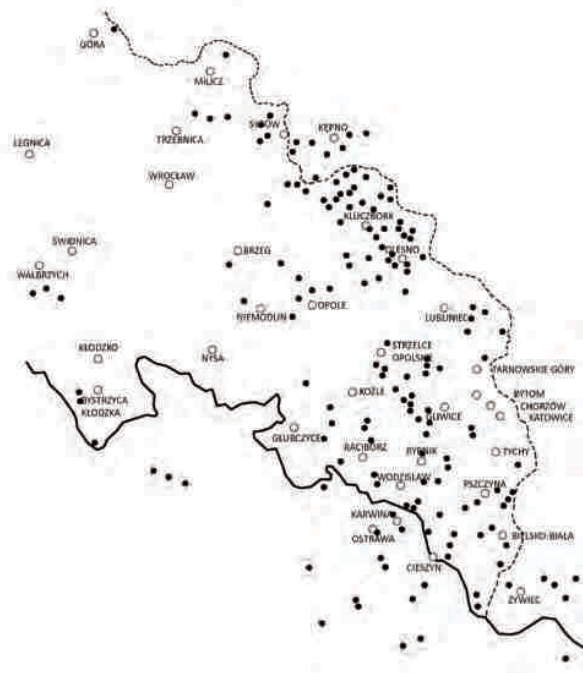 GÓRA
MILICZ
TRZEBNICA
SYCÓW
KĘPNO
LEGNICA
WROCŁAW
KLUCZBORK
ŚWIDNICA
BRZEG
OLESNO
WAŁBRZYCH
NIEMODLIN
OPOLE
LUBLINIEC
KŁODZKO
NYSA
STRZELCE
OPOLSKIE
TARNOWSKIE GÓRY
BYSTRZYCA
KŁODZKA
KOŹLE
BYTOM
CHORZÓW
GLIWICE
KATOWICE
GŁUBCZYCE
RACIBÓRZ
RYBNIK
TYCHY
WODZISŁAW
PSZCZYNA
KARWINA
OSTRAWA
BIELSKO-BIAŁA
CIESZYN
ŻYWIEC